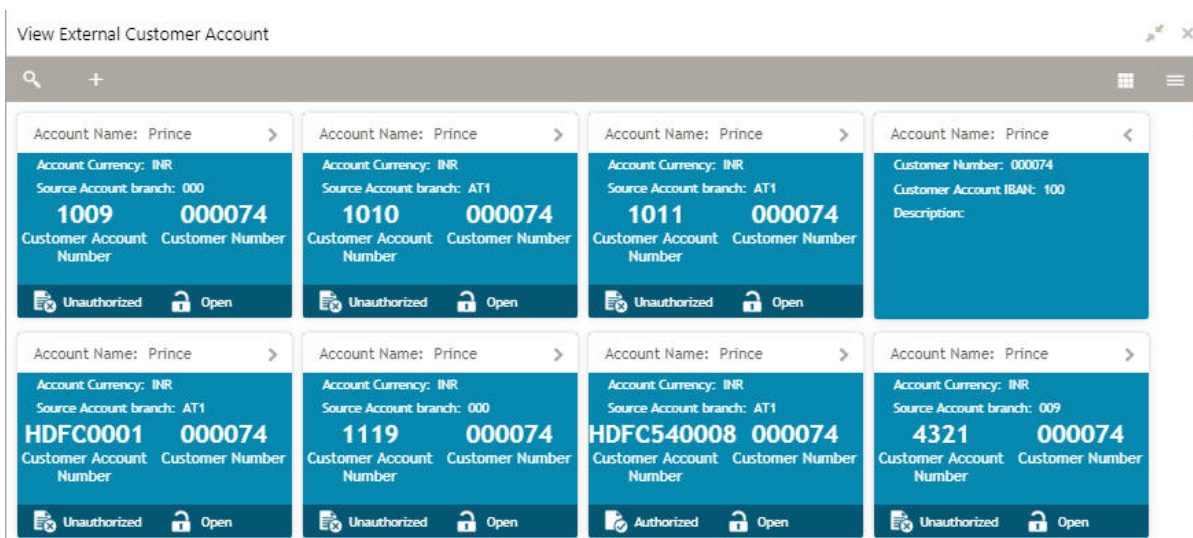 View External Customer Account
Account Name: Prince
Account Currency: INR
Source Account branch: 000
1009 000074
Customer Account Number Customer Number
Unauthorized Open
Account Name: Prince
Account Currency: INR
Source Account branch: AT1
1010 000074
Customer Account Number Customer Number
Unauthorized Open
Account Name: Prince
Account Currency: INR
Source Account branch: AT1
1011 000074
Customer Account Number Customer Number
Unauthorized Open
Account Name: Prince
Customer Number: 000074
Customer Account IBAN: 100
Description:
Account Name: Prince
Account Currency: INR
Source Account branch: AT1
HDFC0001 000074
Customer Account Number Customer Number
Unauthorized Open
Account Name: Prince
Account Currency: INR
Source Account branch: 000
1119 000074
Customer Account Number Customer Number
Unauthorized Open
Account Name: Prince
Account Currency: INR
Source Account branch: AT1
HDFC540008 000074
Customer Account Number Customer Number
Authorized Open
Account Name: Prince
Account Currency: INR
Source Account branch: 009
4321 000074
Customer Account Number Customer Number
Unauthorized Open